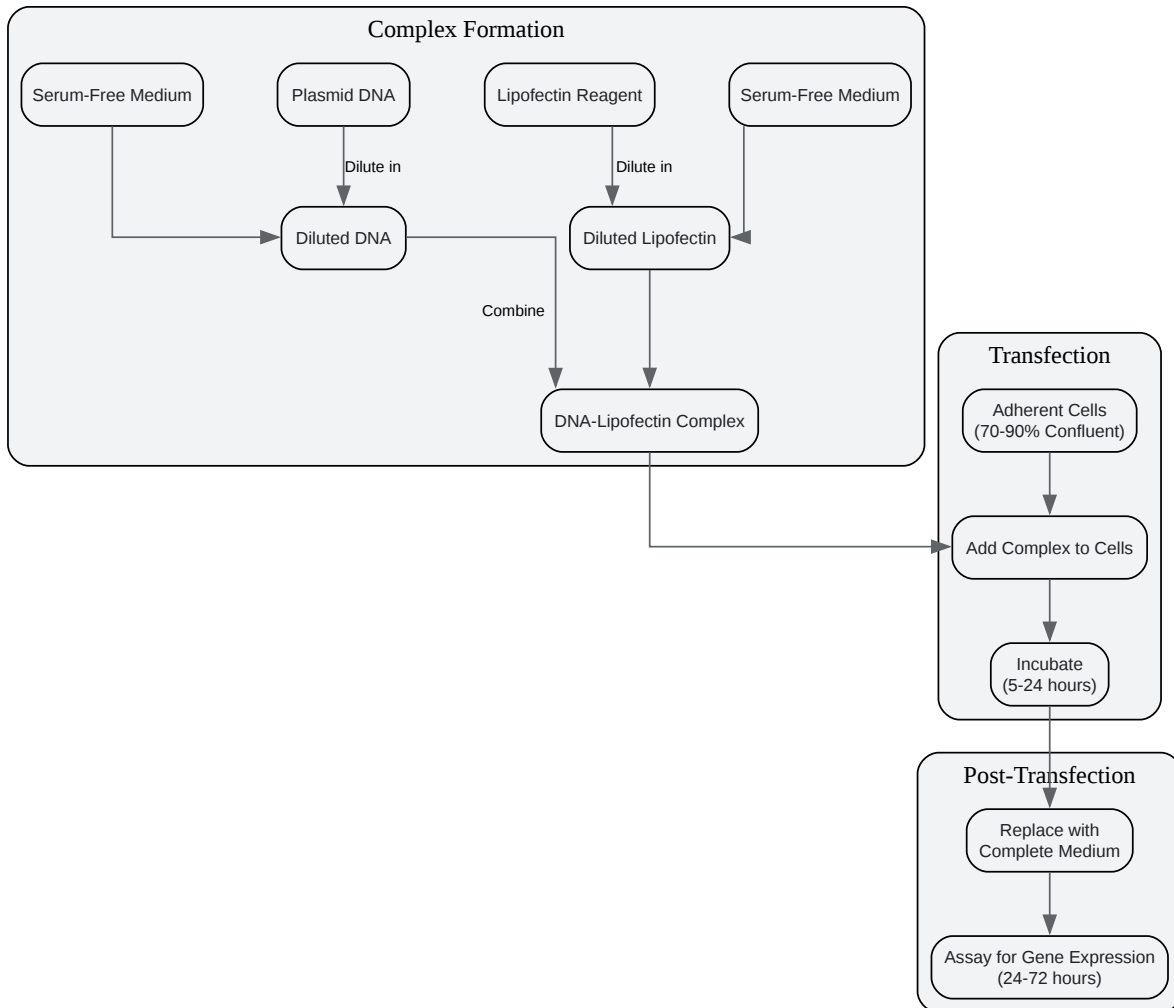 Complex Formation
Serum-Free Medium
Plasmid DNA
Lipofectin Reagent
Serum-Free Medium
Dilute in
Dilute in
Diluted DNA
Diluted Lipofectin
Combine
DNA-Lipofectin Complex
Transfection
Adherent Cells
(70-90% Confluent)
Add Complex to Cells
Incubate
(5-24 hours)
Post-Transfection
Replace with
Complete Medium
Assay for Gene Expression
(24-72 hours)